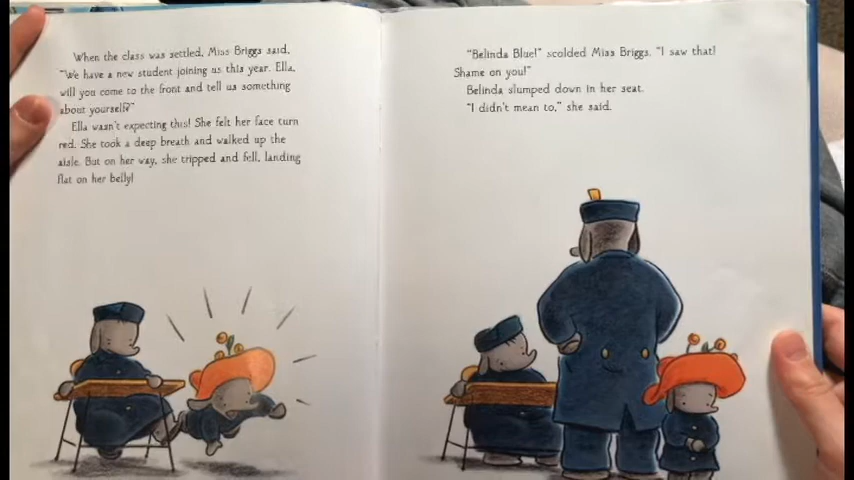 When the class was settled, Miss Briggs said,
"We have a new student joining us this year. Ella,
will you come to the front and tell us something
about yourself?"
Ella wasn't expecting this! She felt her face turn
red. She took a deep breath and walked up the
aisle. But on her way, she tripped and fell, landing
flat on her belly!
"Belinda Blue!" scolded Miss Briggs. "I saw that!
Shame on you!"
Belinda slumped down in her seat.
"I didn't mean to," she said.